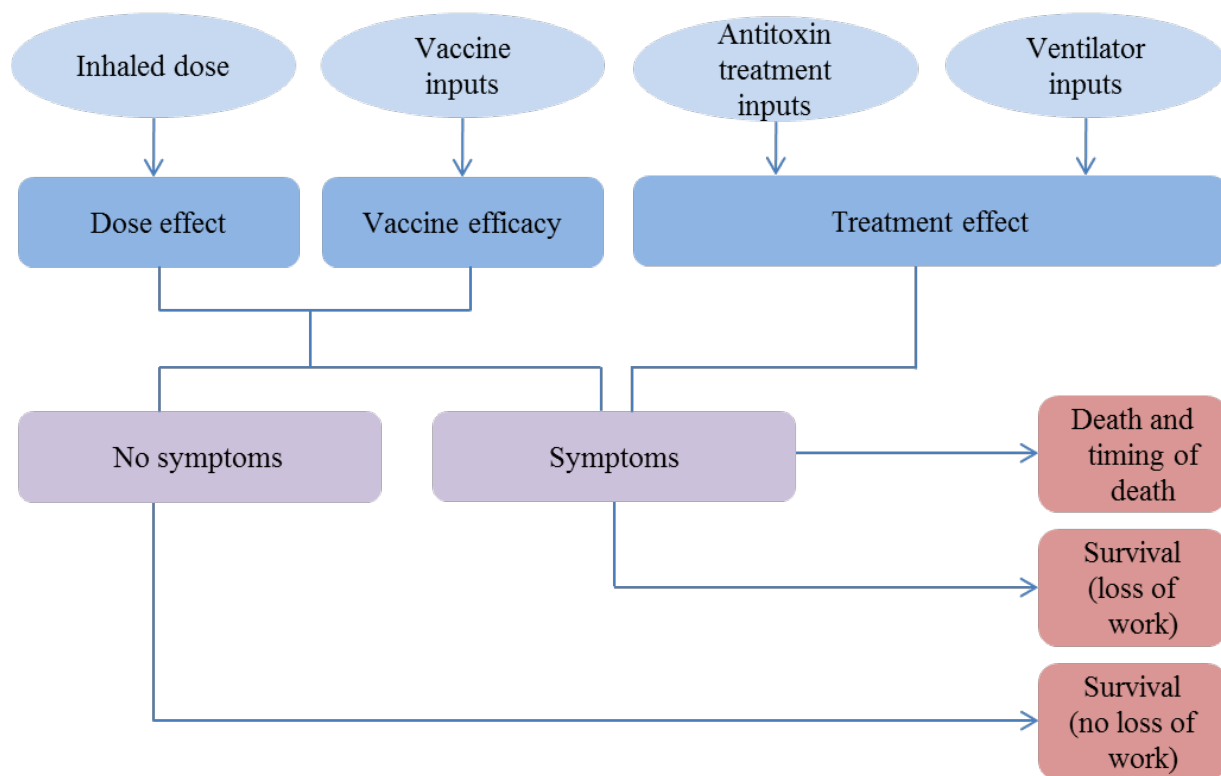 Inhaled dose
Vaccine
inputs
Antitoxin
treatment
inputs
Ventilator
inputs
Dose effect
Vaccine efficacy
Treatment effect
No symptoms
Symptoms
Death and
timing of
death
Survival
(loss of
work)
Survival
(no loss of
work)